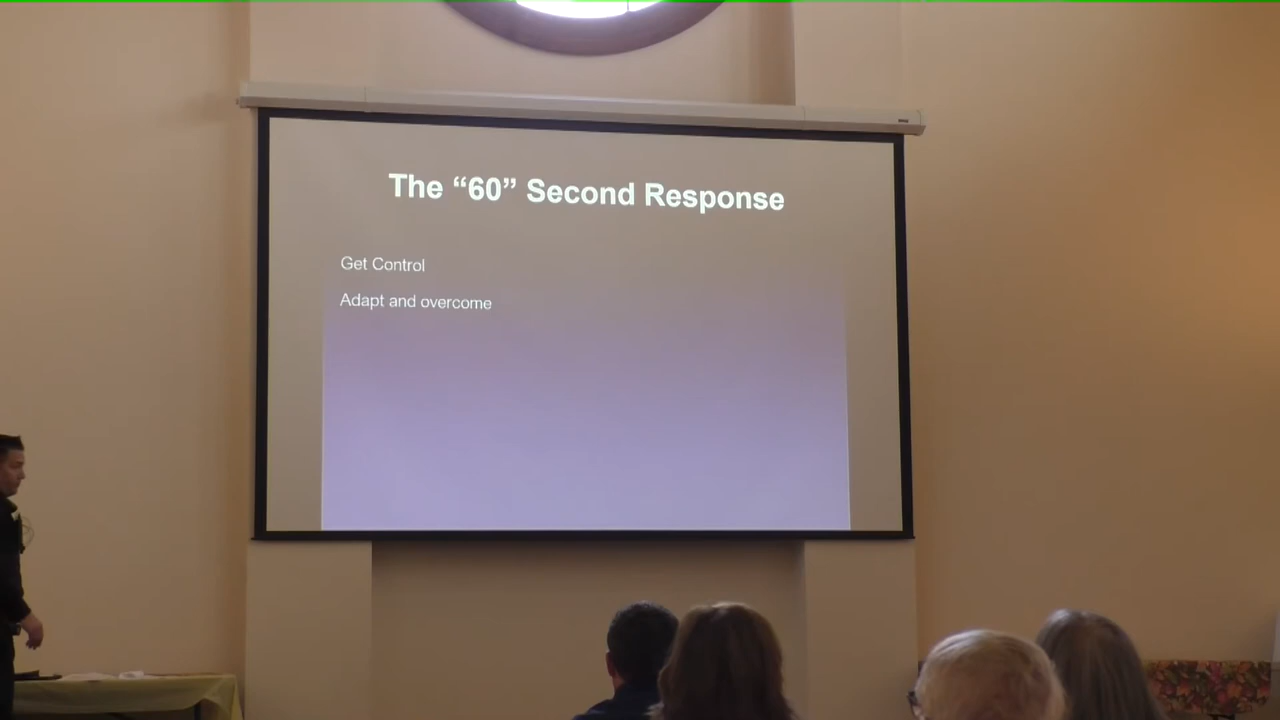 The “60” Second Response
Get Control
Adapt and overcome